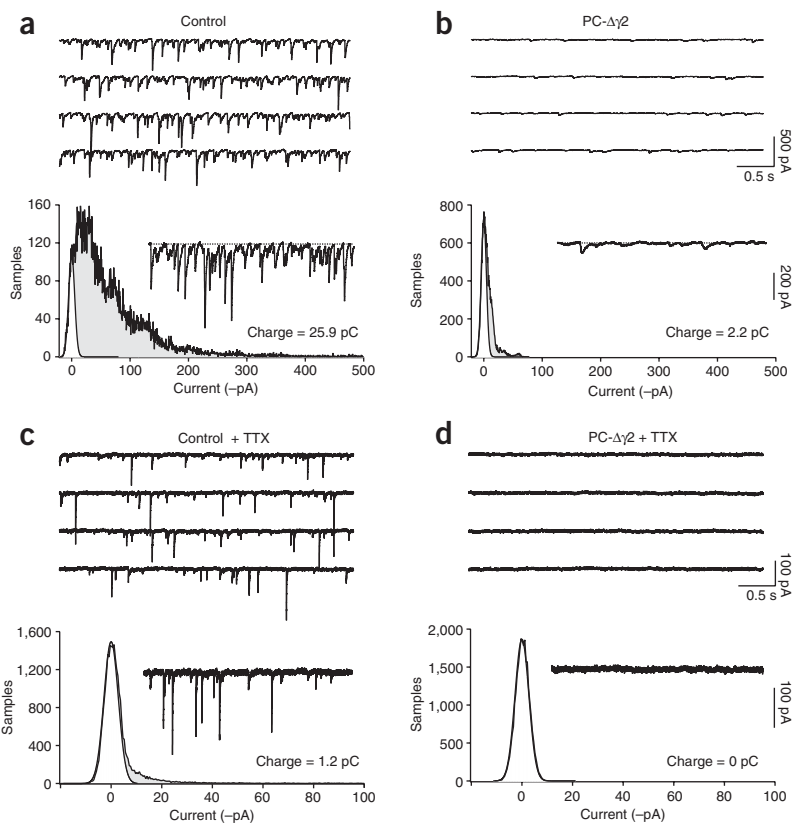 a
Control
b
PC-Δγ2
500 pA
0.5 s
160
120
80
40
0
Samples
Charge = 25.9 pC
0 100 200 300 400 500
Current (–pA)
800
600
400
200
0
Samples
200 pA
Charge = 2.2 pC
0 100 200 300 400 500
Current (–pA)
c
Control + TTX
d
PC-Δγ2 + TTX
100 pA
0.5 s
1,600
1,200
800
400
0
Samples
Charge = 1.2 pC
0 20 40 60 80 100
Current (–pA)
2,000
1,500
1,000
500
0
Samples
100 pA
Charge = 0 pC
0 20 40 60 80 100
Current (–pA)